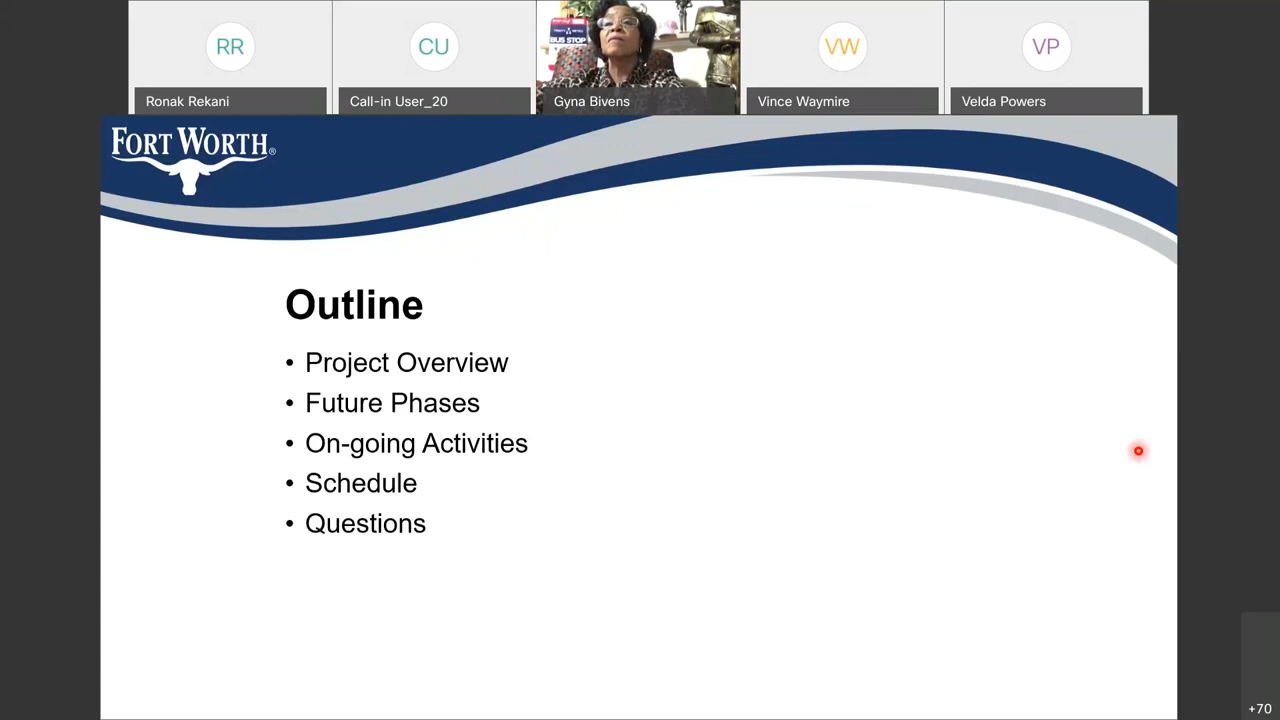 RR
CU
BUS STOP
VW
VP
Ronak Rekani
Call-in User_20
Gyna Bivens
Vince Waymire
Velda Powers
FORT WORTH®
Outline
• Project Overview
• Future Phases
• On-going Activities
• Schedule
• Questions
+70